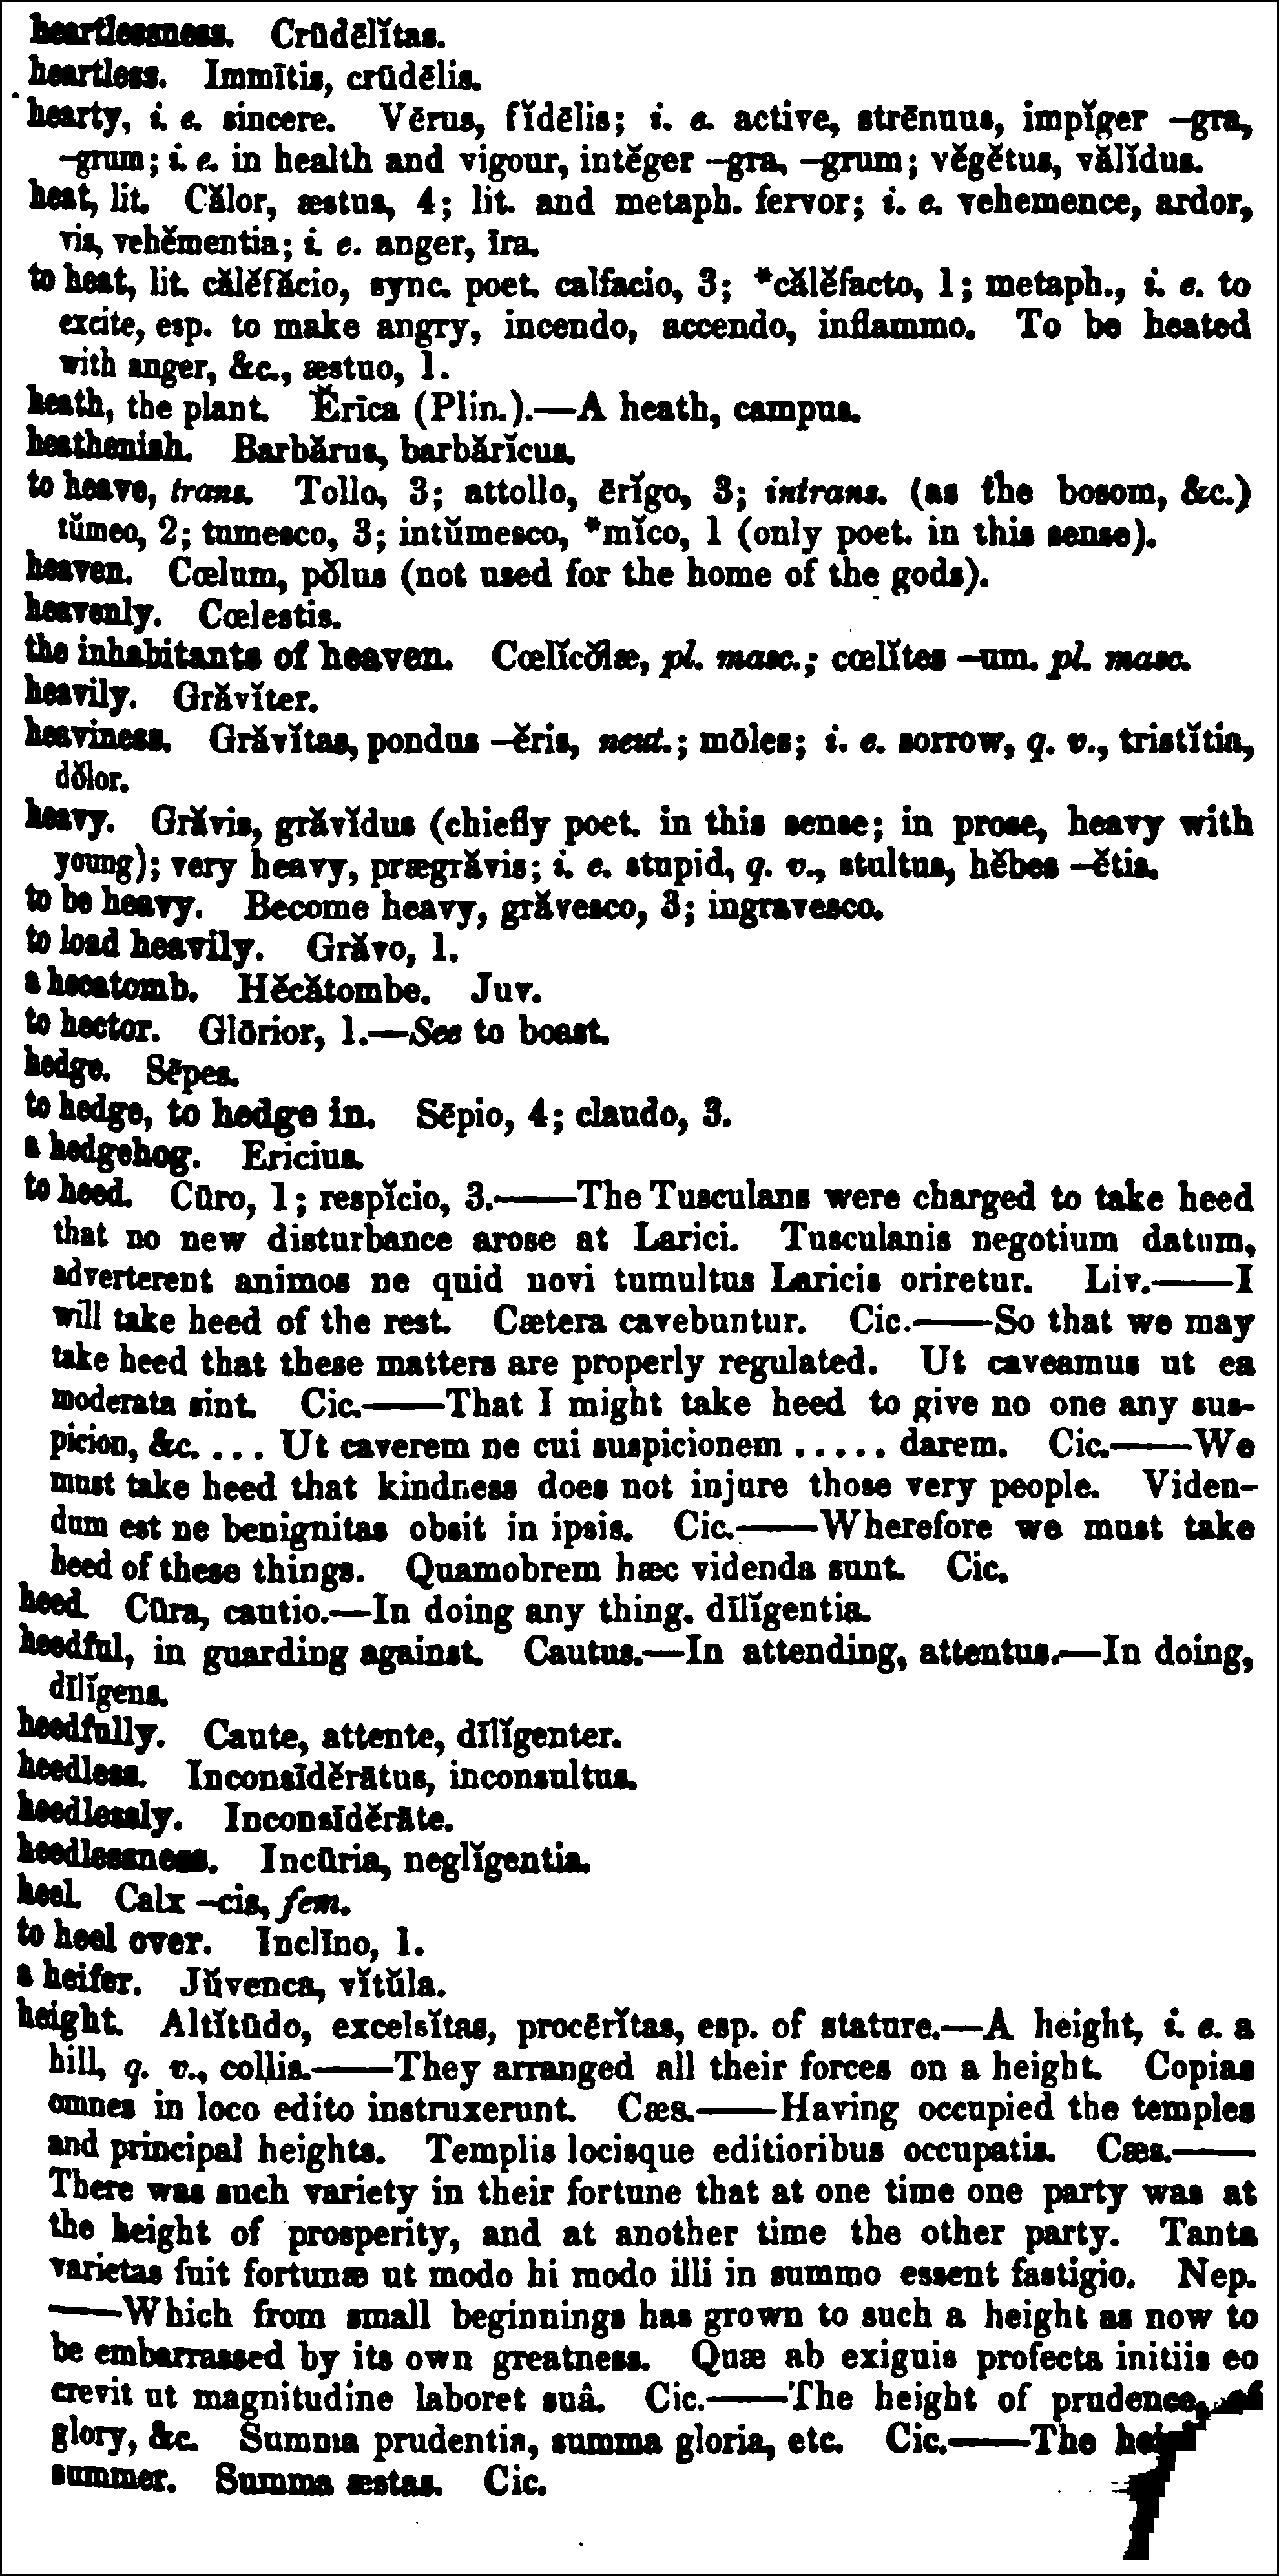 heartlessness. Crūdēlĭtas.
heartless. Immītis, crūdēlis.
hearty, i. e. sincere. Vērus, fĭdēlis; i. e. active, strēnuus, impĭger –gra,
–grum; i. e. in health and vigour, intĕger –gra, –grum; vĕgĕtus, vălĭdus.
heat, lit. Călor, æstus, 4; lit. and metaph. fervor; i. e. vehemence, ardor,
vis, vehĕmentia; i. e. anger, īra.
to heat, lit. călĕfăcio, sync. poet. calfacio, 3; *călĕfacto, 1; metaph., i. e. to
excite, esp. to make angry, incendo, accendo, inflammo. To be heated
with anger, &c., æstuo, 1.
heath, the plant. Ĕrīca (Plin.).—A heath, campus.
heathenish. Barbărus, barbărĭcus.
to heave, trans. Tollo, 3; attollo, ērĭgo, 3; intrans. (as the bosom, &c.)
tŭmeo, 2; tumesco, 3; intŭmesco, *mĭco, 1 (only poet. in this sense).
heaven. Cœlum, pŏlus (not used for the home of the gods).
heavenly. Cœlestis.
the inhabitants of heaven. Cœlĭcŏlæ, pl. masc.; cœlĭtes –um. pl. masc.
heavily. Grăvĭter.
heaviness. Grăvĭtas, pondus –ĕris, neut.; mōles; i. e. sorrow, q. v., tristĭtia,
dŏlor.
heavy. Grăvis, grăvĭdus (chiefly poet. in this sense; in prose, heavy with
young); very heavy, prægrăvis; i. e. stupid, q. v., stultus, hĕbes –ĕtis.
to be heavy. Become heavy, grăvesco, 3; ingravesco.
to load heavily. Grăvo, 1.
a hecatomb. Hĕcătombe. Juv.
to hector. Glōrior, 1.—See to boast.
hedge. Sēpes.
to hedge, to hedge in. Sēpio, 4; claudo, 3.
a hedgehog. Ericius.
to heed. Cūro, 1; respĭcio, 3.——The Tusculans were charged to take heed
that no new disturbance arose at Larici. Tusculanis negotium datum,
adverterent animos ne quid novi tumultus Laricis oriretur. Liv.——I
will take heed of the rest. Cætera cavebuntur. Cic.——So that we may
take heed that these matters are properly regulated. Ut caveamus ut ea
moderata sint. Cic.——That I might take heed to give no one any sus-
picion, &c. ... Ut caverem ne cui suspicionem ..... darem. Cic.——We
must take heed that kindness does not injure those very people. Viden-
dum est ne benignitas obsit in ipsis. Cic.——Wherefore we must take
heed of these things. Quamobrem hæc videnda sunt. Cic.
heed. Cūra, cautio.—In doing any thing. dīlĭgentia.
heedful, in guarding against. Cautus.—In attending, attentus.—In doing,
dīlĭgens.
heedfully. Caute, attente, dīlĭgenter.
heedless. Inconsīdĕrātus, inconsultus.
heedlessly. Inconsīdĕrāte.
heedlessness. Incūria, neglĭgentia.
heel. Calx –cis, fem.
to heel over. Inclīno, 1.
a heifer. Jŭvenca, vĭtŭla.
height. Altĭtūdo, excelsĭtas, procērĭtas, esp. of stature.—A height, i. e. a
hill, q. v., collis.——They arranged all their forces on a height. Copias
omnes in loco edito instruxerunt. Cæs.——Having occupied the temples
and principal heights. Templis locisque editioribus occupatis. Cæs.——
There was such variety in their fortune that at one time one party was at
the height of prosperity, and at another time the other party. Tanta
varietas fuit fortunæ ut modo hi modo illi in summo essent fastigio. Nep.
——Which from small beginnings has grown to such a height as now to
be embarrassed by its own greatness. Quæ ab exiguis profecta initiis eo
crevit ut magnitudine laboret suâ. Cic.——The height of prudence, of
glory, &c. Summa prudentia, summa gloria, etc. Cic.——The
summer. Summa æstas. Cic.